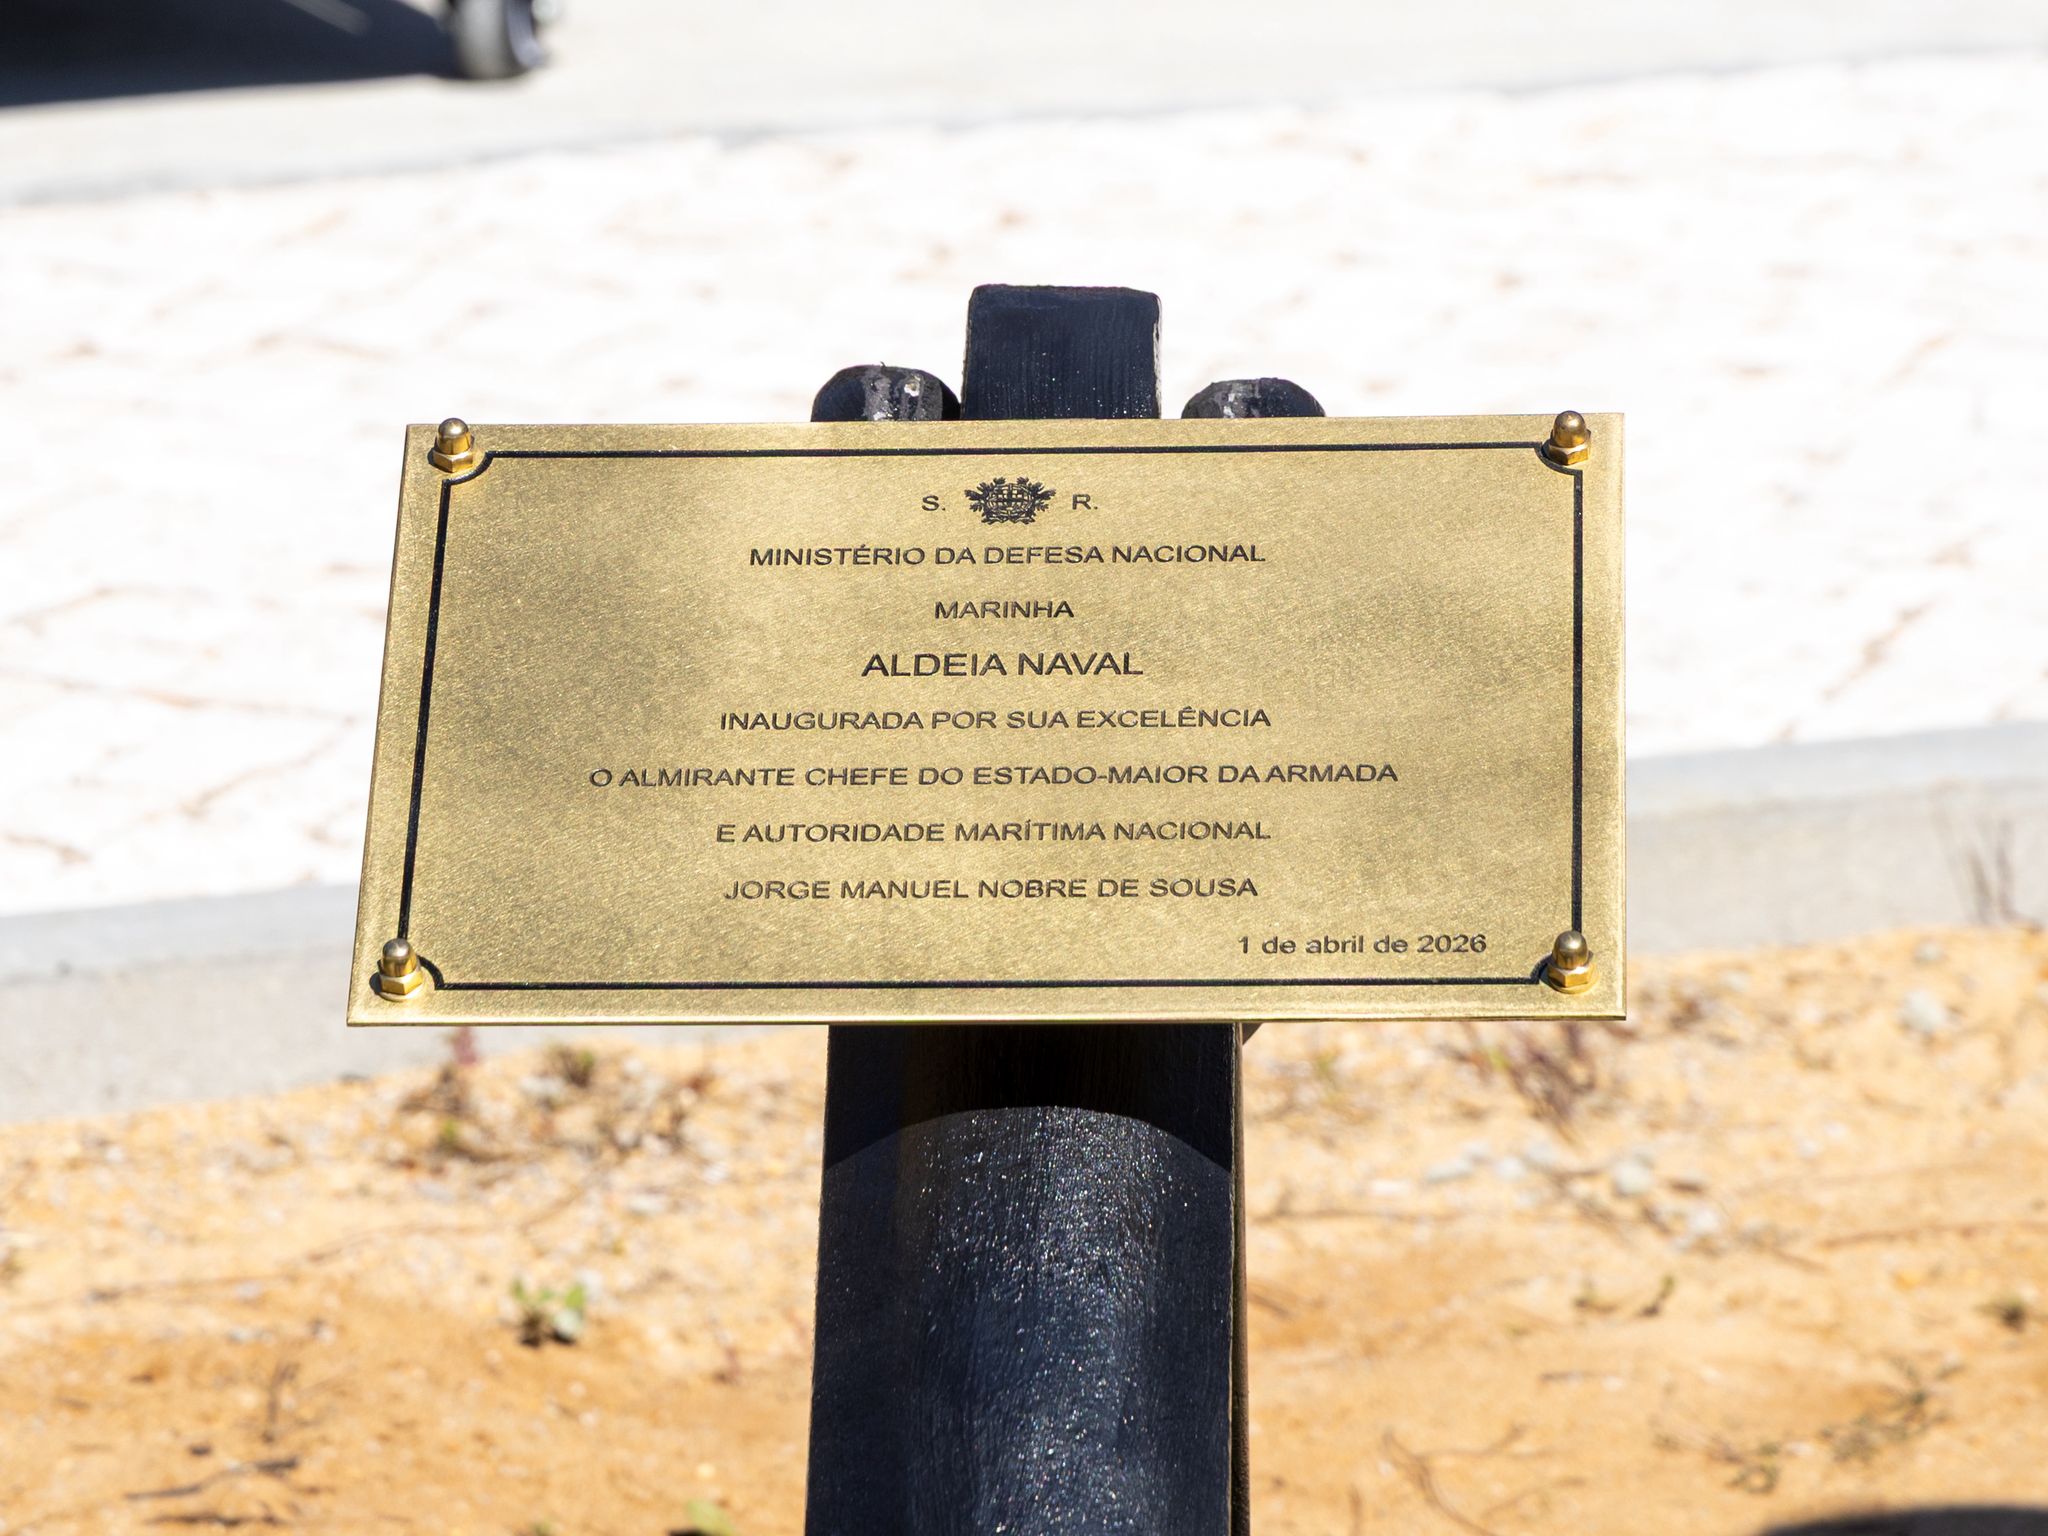 S. R.
MINISTÉRIO DA DEFESA NACIONAL
MARINHA
ALDEIA NAVAL
INAUGURADA POR SUA EXCELÊNCIA
O ALMIRANTE CHEFE DO ESTADO-MAIOR DA ARMADA
E AUTORIDADE MARÍTIMA NACIONAL
JORGE MANUEL NOBRE DE SOUSA
1 de abril de 2026